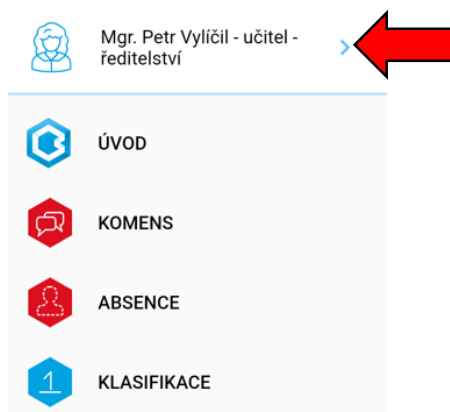 Mgr. Petr Vylíčil - učitel -
ředitelství
ÚVOD
KOMENS
ABSENCE
1
KLASIFIKACE